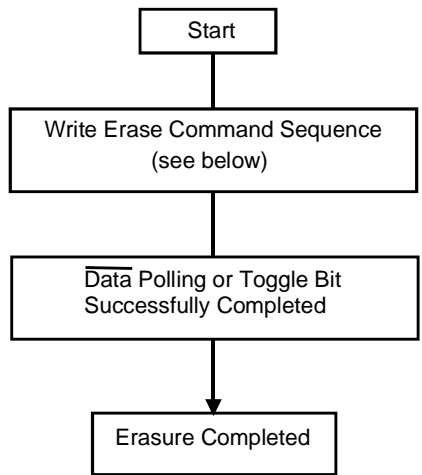 Start
Write Erase Command Sequence
(see below)
Data Polling or Toggle Bit
Successfully Completed
Erasure Completed